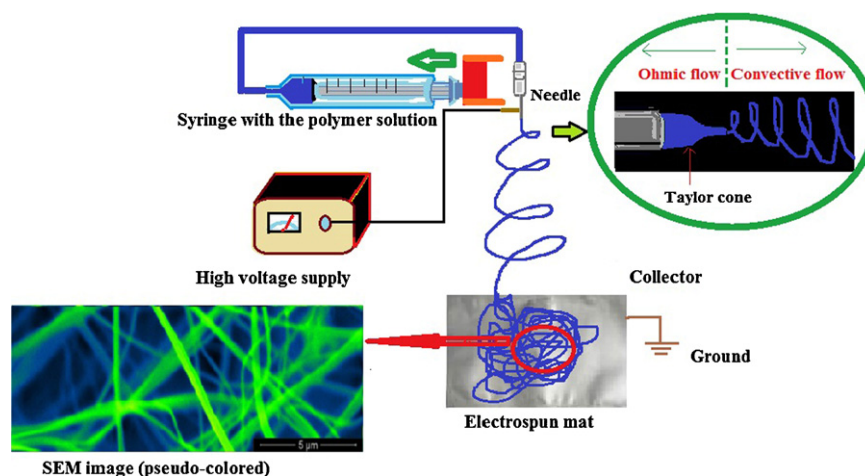 Ohmic flow
Convective flow
Needle
Syringe with the polymer solution
Taylor cone
High voltage supply
Collector
Ground
5 µm
Electrospun mat
SEM image (pseudo-colored)